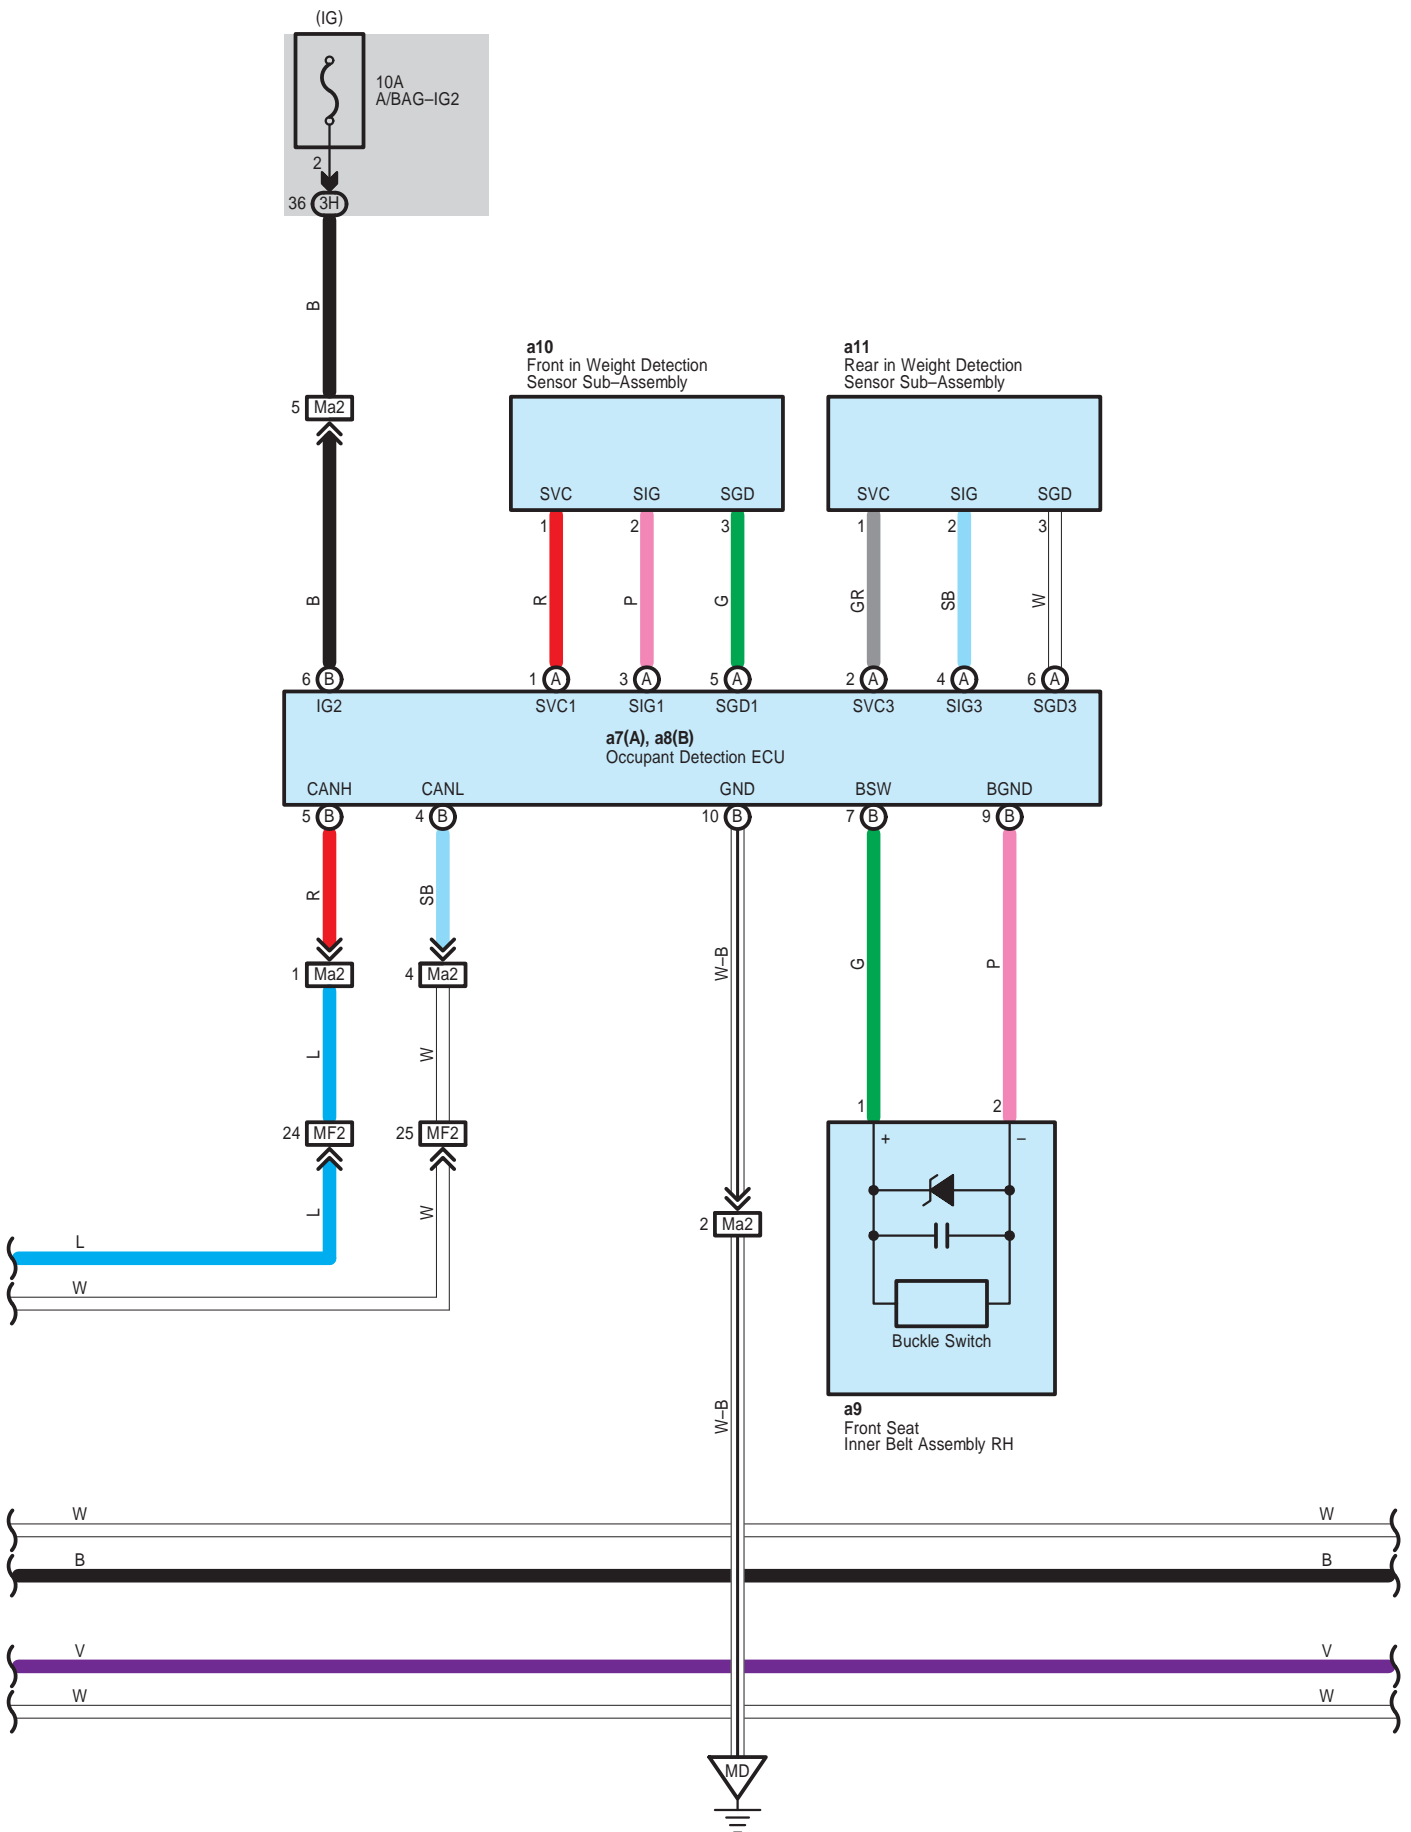 (IG)
10A
A/BAG–IG2
2
36 3H
B
5 Ma2
B
a10
Front in Weight Detection
Sensor Sub–Assembly
a11
Rear in Weight Detection
Sensor Sub–Assembly
SVC SIG SGD SVC SIG SGD
1 2 3 1 2 3
R P G GR SB W
6 B 1 A 3 A 5 A 2 A 4 A 6 A
IG2 SVC1 SIG1 SGD1 SVC3 SIG3 SGD3
a7(A), a8(B)
Occupant Detection ECU
CANH CANL GND BSW BGND
5 B 4 B 10 B 7 B 9 B
R SB W–B G P
1 Ma2 4 Ma2
L W
24 MF2 25 MF2
1 2
+ –
L W
2 Ma2
L
W
Buckle Switch
a9
Front Seat
Inner Belt Assembly RH
W–B
W W
B B
V V
W W
MD